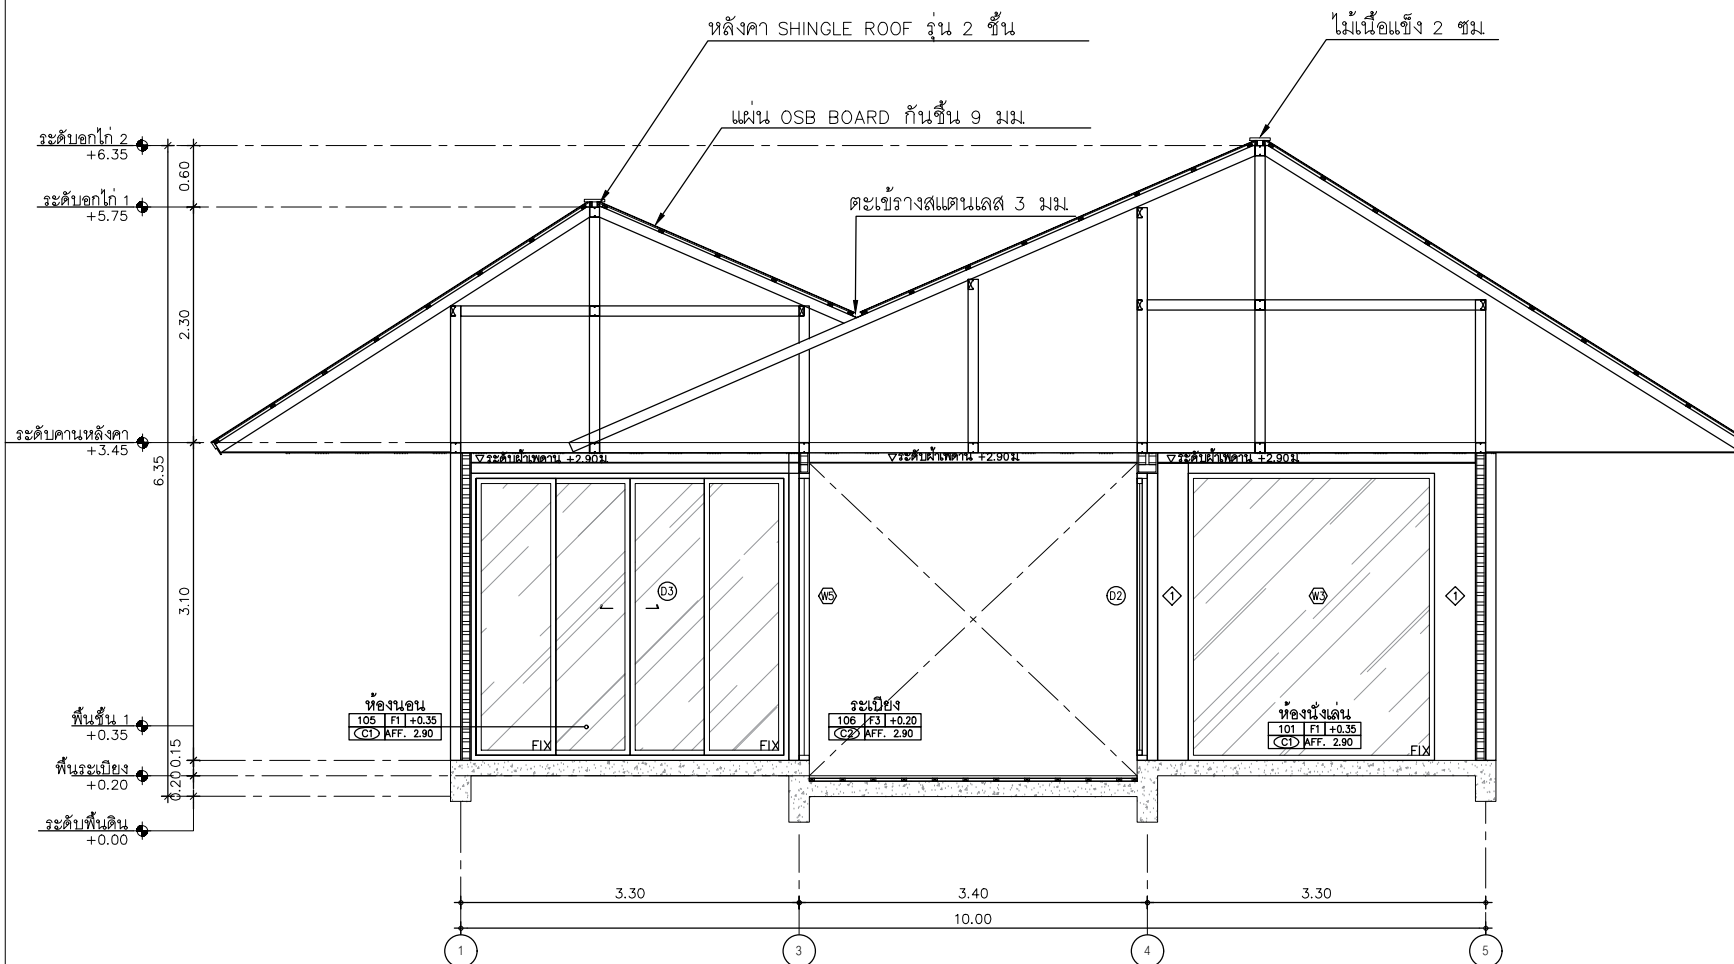 หลังคา SHINGLE ROOF รุ่น 2 ชั้น
ไม้เนื้อแข็ง 2 ซม.
แผ่น OSB BOARD กันชื้น 9 มม.
ตะเข้รางสแตนเลส 3 มม.
ระดับอกไก่ 2
+6.35
0.60
ระดับอกไก่ 1
+5.75
2.30
ระดับคานหลังคา
+3.45
6.35
3.10
พื้นชั้น 1
+0.35
0.15
พื้นระเบียง
+0.20
0.20
ระดับพื้นดิน
+0.00
ระดับฝ้าเพดาน +2.90ม.
ระดับฝ้าเพดาน +2.90ม.
ระดับฝ้าเพดาน +2.90ม.
D3
W5
D2
1
W3
1
ห้องนอน
105 F1 +0.35
C1 AFF. 2.90
FIX
FIX
ระเบียง
106 F3 +0.20
C2 AFF. 2.90
ห้องนั่งเล่น
101 F1 +0.35
C1 AFF. 2.90
FIX
3.30
3.40
3.30
10.00
1
3
4
5